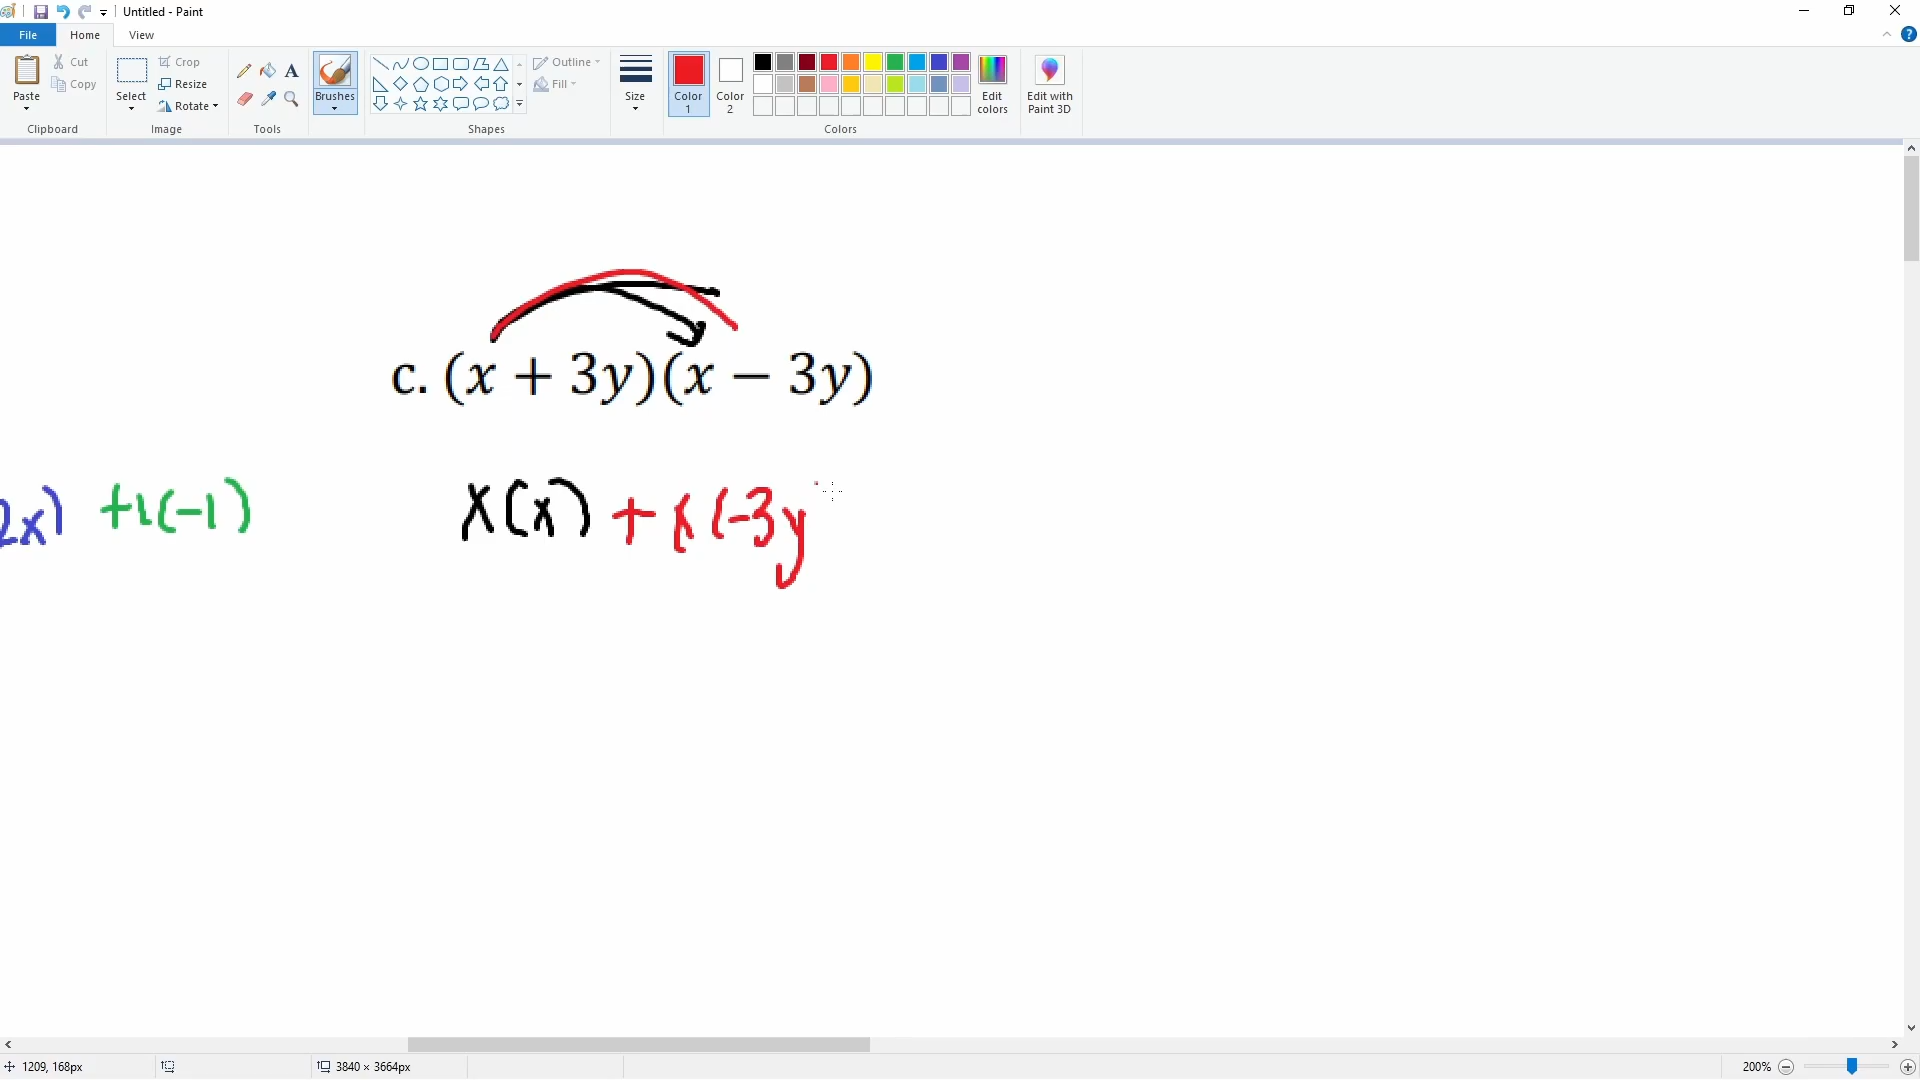 Untitled - Paint
File Home View
Paste Cut Copy Clipboard
Select Crop Resize Rotate Image
A Tools
Brushes
Shapes Outline Fill
Size
Color 1 Color 2 Edit colors Colors
Edit with Paint 3D
c. (x + 3y)(x − 3y)
2x) +1(-1) x(x) + x(-3y
1209, 168px 3840 × 3664px 200%